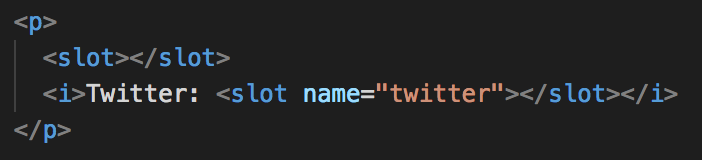 <p>
<slot></slot>
<i>Twitter: <slot name="twitter"></slot></i>
</p>